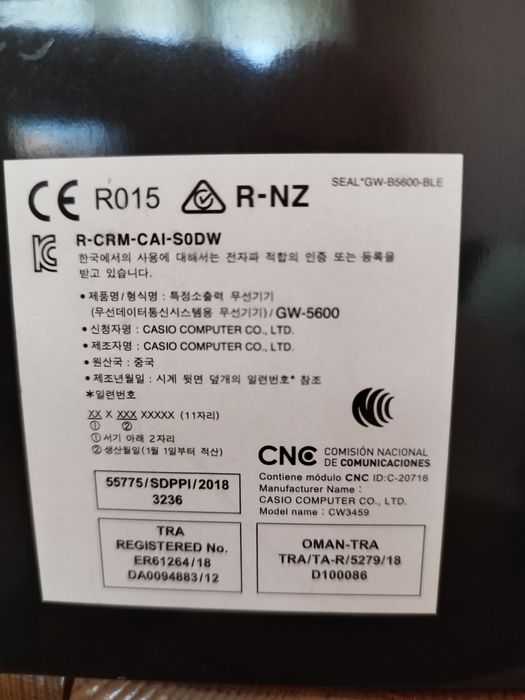 SEAL*GW-B5600-BLE
CE R015 R-NZ
R-CRM-CAI-S0DW
한국에서의 사용에 대해서는 전자파 적합의 인증 또는 등록을
받고 있습니다.
• 제품명/형식명 : 특정소출력 무선기기
(무선데이터통신시스템용 무선기기)/GW-5600
• 신청자명 : CASIO COMPUTER CO., LTD.
• 제조자명 : CASIO COMPUTER CO., LTD.
• 원산국 : 중국
• 제조년월일 : 시계 뒷면 덮개의 일련번호* 참조
*일련번호
XX X XXX XXXXX (11자리)
① ②
① 서기 아래 2자리
② 생산월일(1월 1일부터 적산)
CNC COMISIÓN NACIONAL
DE COMUNICACIONES
Contiene módulo CNC ID:C-20716
Manufacturer Name :
CASIO COMPUTER CO., LTD.
Model name : CW3459
55775/SDPPI/2018
3236
TRA
REGISTERED No.
ER61264/18
DA0094883/12
OMAN-TRA
TRA/TA-R/5279/18
D100086